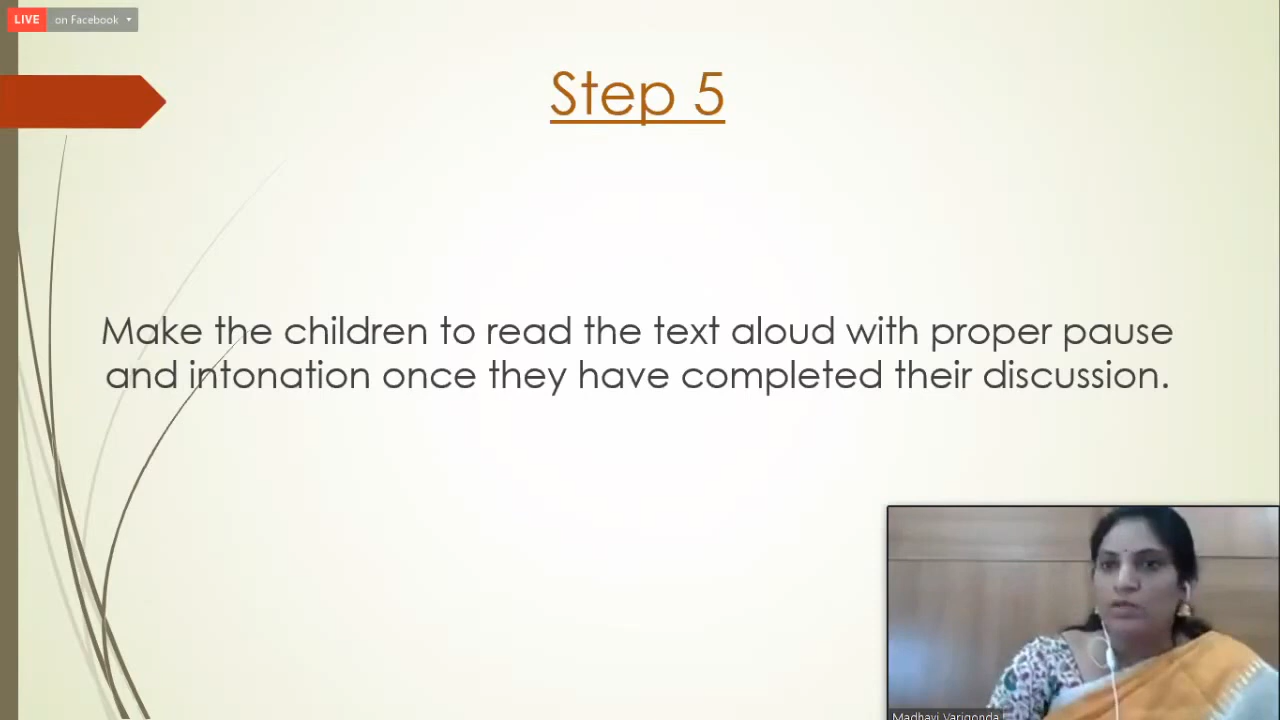 LIVE on Facebook
Step 5
Make the children to read the text aloud with proper pause
and intonation once they have completed their discussion.
Madhavi Varigonda